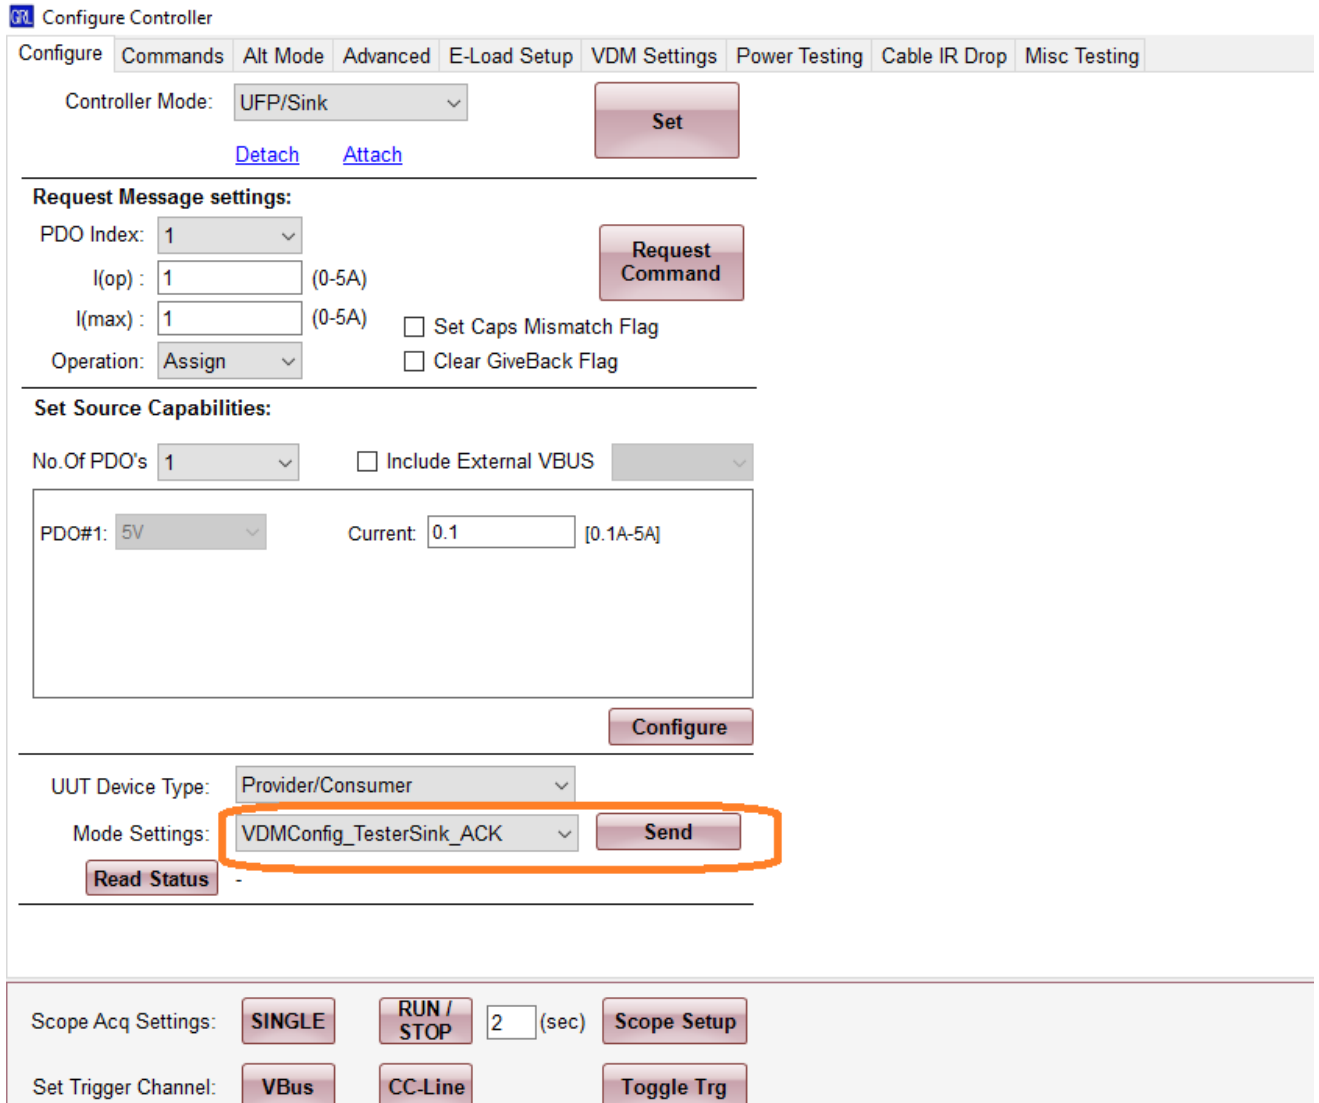 GRL Configure Controller
Configure Commands Alt Mode Advanced E-Load Setup VDM Settings Power Testing Cable IR Drop Misc Testing
Controller Mode: UFP/Sink Set
Detach Attach
Request Message settings:
PDO Index: 1 Request Command
I(op) : 1 (0-5A)
I(max) : 1 (0-5A) Set Caps Mismatch Flag
Operation: Assign Clear GiveBack Flag
Set Source Capabilities:
No.Of PDO's 1 Include External VBUS
PDO#1: 5V Current: 0.1 [0.1A-5A]
Configure
UUT Device Type: Provider/Consumer
Mode Settings: VDMConfig_TesterSink_ACK Send
Read Status -
Scope Acq Settings: SINGLE RUN / STOP 2 (sec) Scope Setup
Set Trigger Channel: VBus CC-Line Toggle Trg